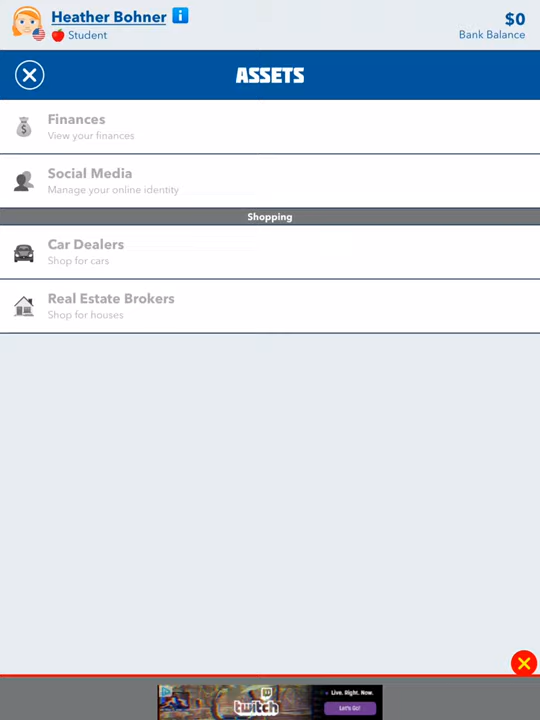 Heather Bohner
$0
Student
Bank Balance
ASSETS
Finances
View your finances
Social Media
Manage your online identity
Shopping
Car Dealers
Shop for cars
Real Estate Brokers
Shop for houses
Live. Right. Now.
twitch
Let's Go!